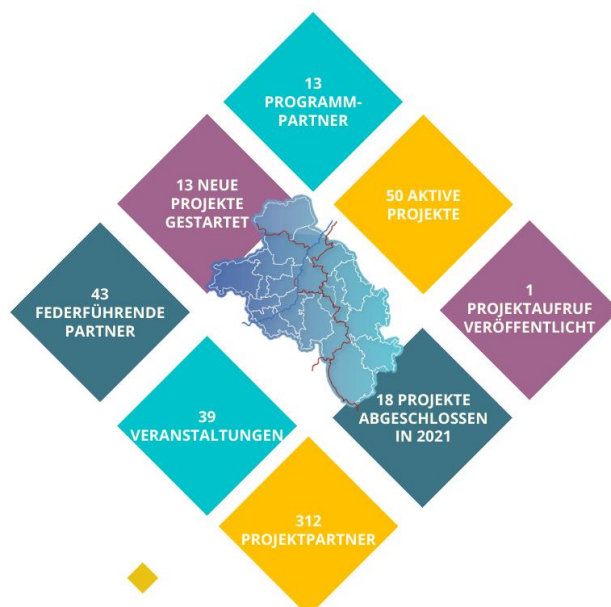 13
PROGRAMM-
PARTNER
13 NEUE
PROJEKTE
GESTARTET
50 AKTIVE
PROJEKTE
43
FEDERFÜHRENDE
PARTNER
1
PROJEKTAUFRUF
VERÖFFENTLICHT
39
VERANSTALTUNGEN
18 PROJEKTE
ABGESCHLOSSEN
IN 2021
312
PROJEKTPARTNER